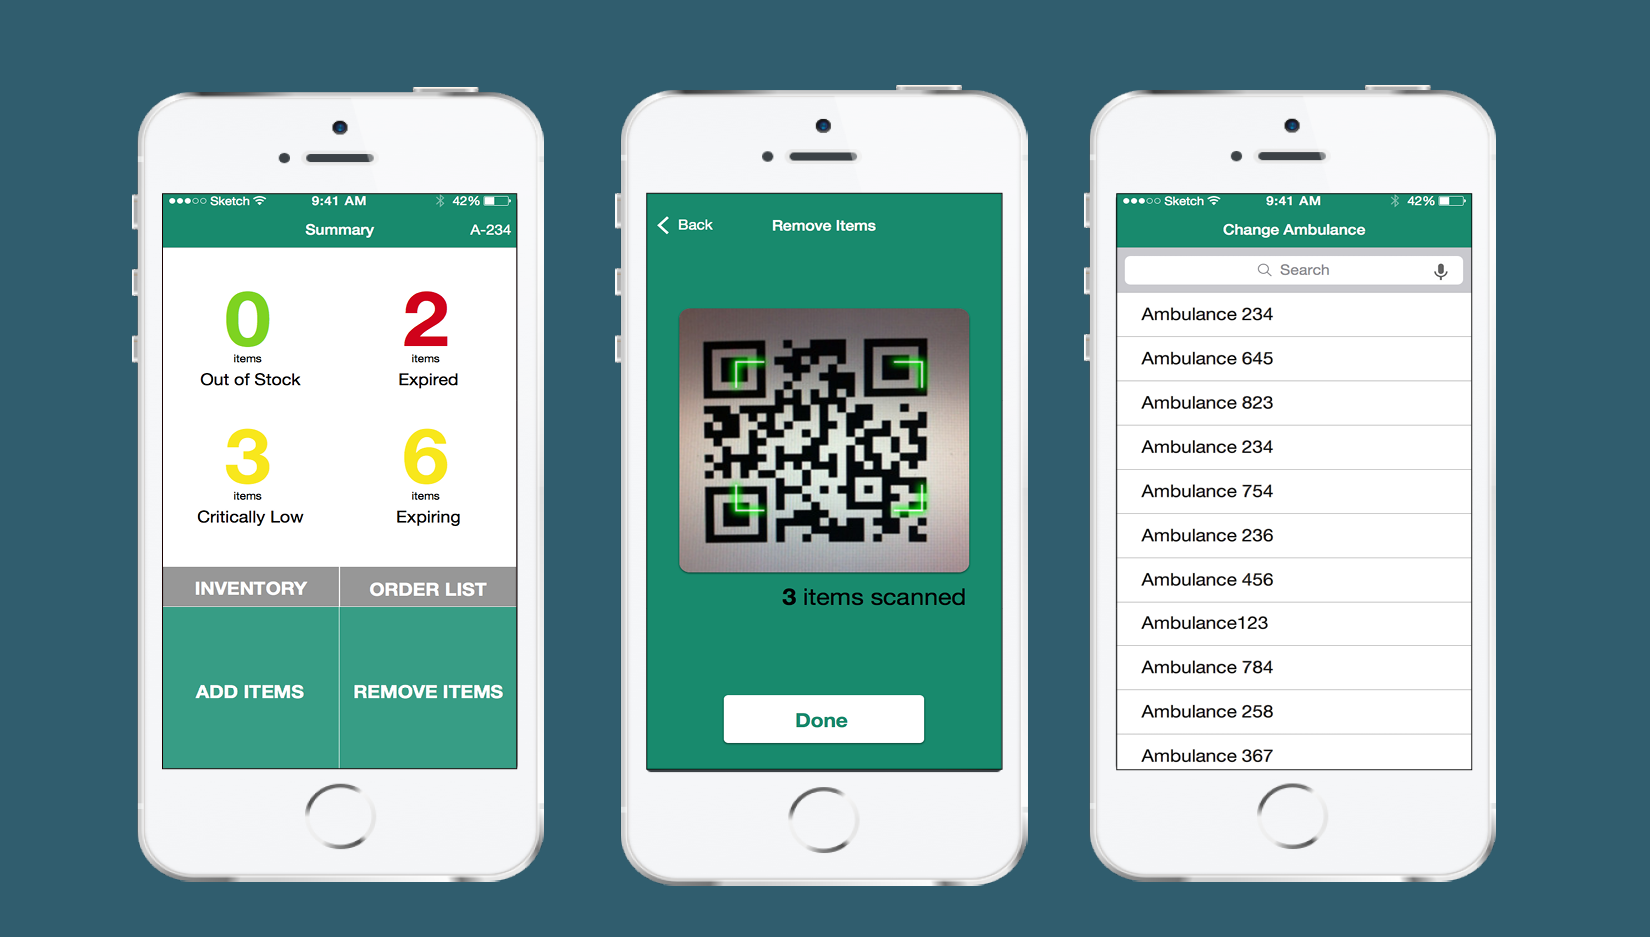 Sketch 9:41 AM 42%
Summary A-234
0 2
items items
Out of Stock Expired
3 6
items items
Critically Low Expiring
INVENTORY ORDER LIST
ADD ITEMS REMOVE ITEMS
Back Remove Items
3 items scanned
Done
Sketch 9:41 AM 42%
Change Ambulance
Search
Ambulance 234
Ambulance 645
Ambulance 823
Ambulance 234
Ambulance 754
Ambulance 236
Ambulance 456
Ambulance123
Ambulance 784
Ambulance 258
Ambulance 367